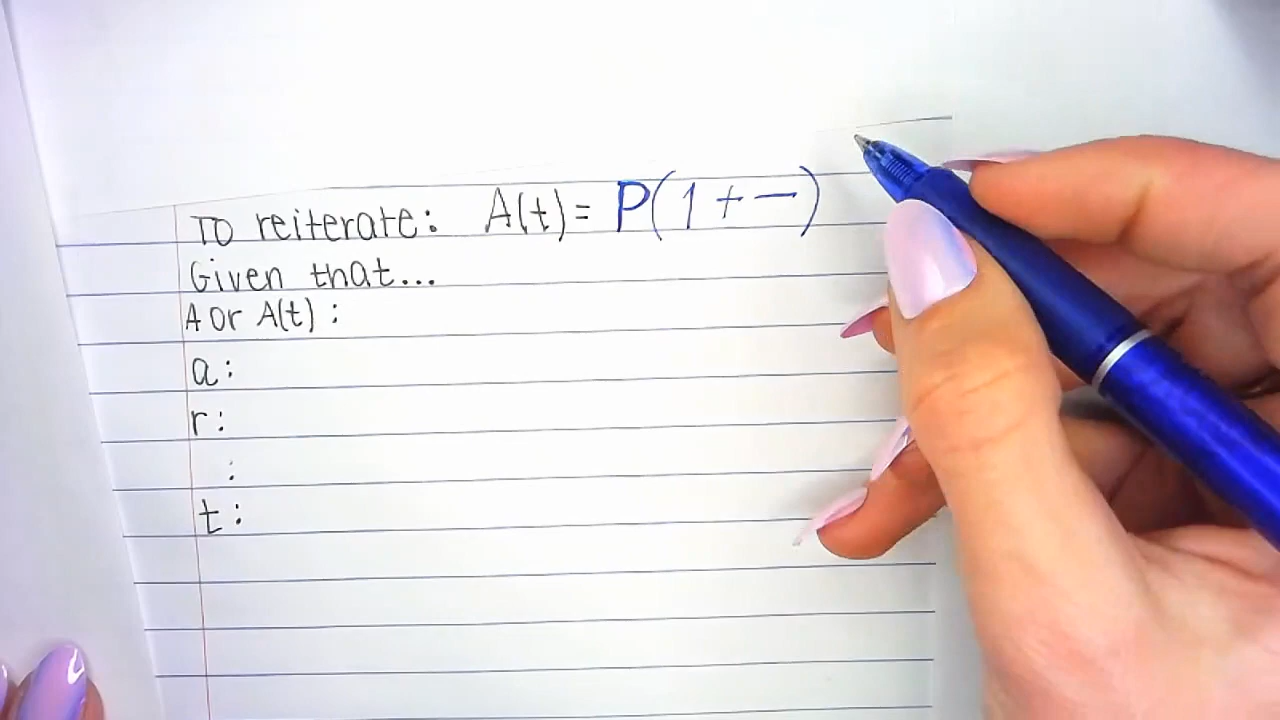 To reiterate: A(t)= P(1+—)
Given that...
A or A(t) :
a:
r:
:
t: